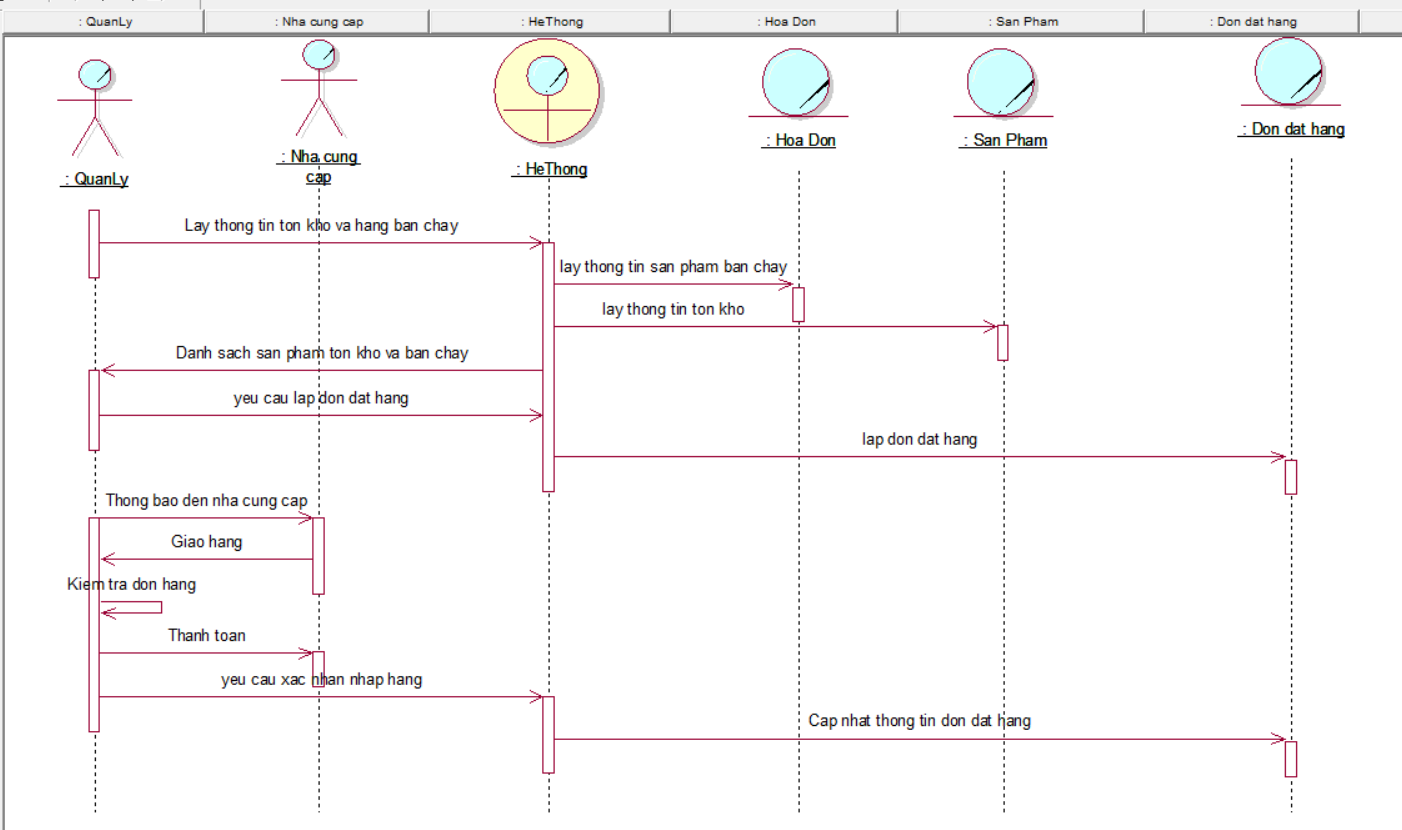 : QuanLy
: Nha cung cap
: HeThong
: Hoa Don
: San Pham
: Don dat hang
: QuanLy
: Nha cung
cap
: HeThong
: Hoa Don
: San Pham
: Don dat hang
Lay thong tin ton kho va hang ban chay
lay thong tin san pham ban chay
lay thong tin ton kho
Danh sach san pham ton kho va ban chay
yeu cau lap don dat hang
lap don dat hang
Thong bao den nha cung cap
Giao hang
Kiem tra don hang
Thanh toan
yeu cau xac nhan nhap hang
Cap nhat thong tin don dat hang